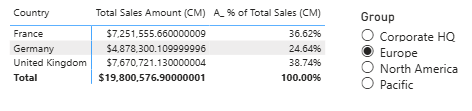 Country Total Sales Amount (CM) A_ % of Total Sales (CM)
France $7,251,555.660000009 36.62%
Germany $4,878,300.109999996 24.64%
United Kingdom $7,670,721.130000004 38.74%
Total $19,800,576.90000001 100.00%
Group
Corporate HQ
Europe
North America
Pacific